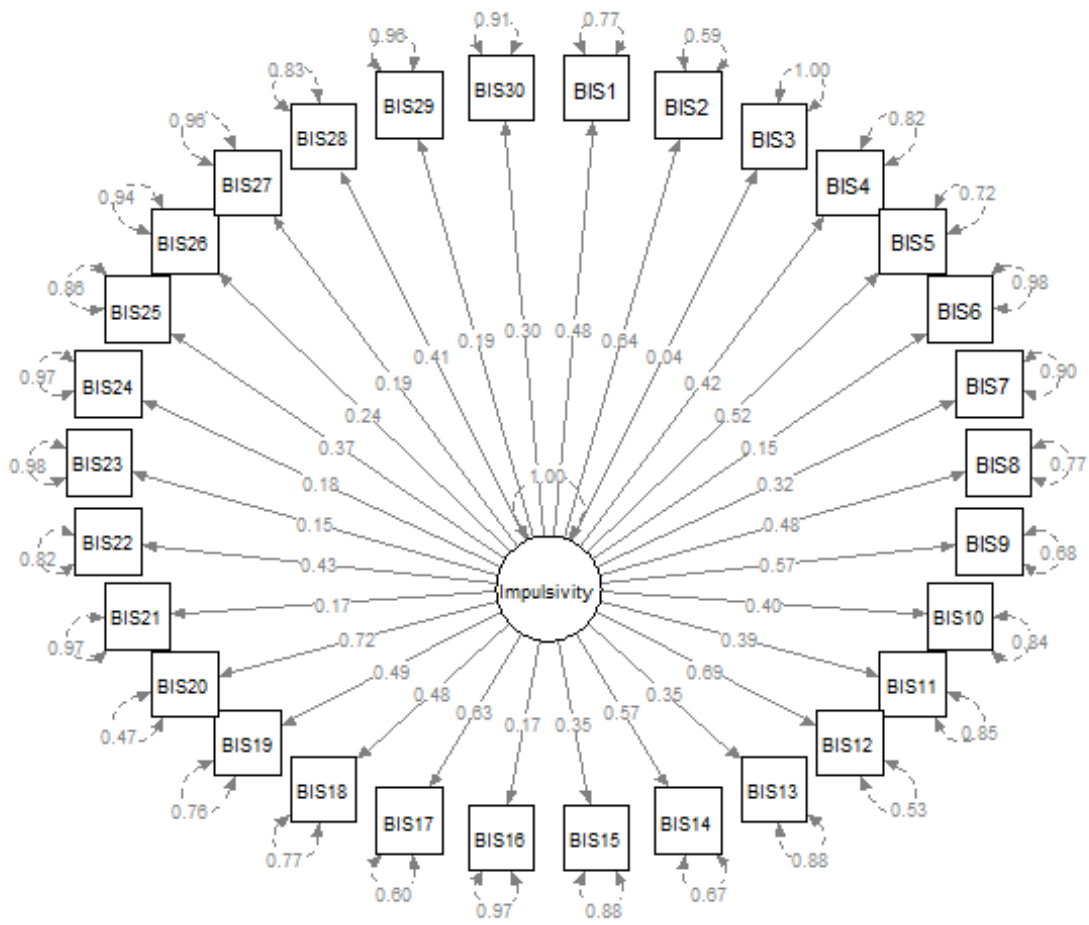 0.91
0.77
0.96
0.59
0.83
1.00
BIS30
BIS1
BIS29
BIS2
0.96
0.82
BIS28
BIS3
0.94
0.72
BIS27
BIS4
BIS26
BIS5
0.86
0.98
BIS25
BIS6
0.97
0.90
BIS24
BIS7
0.41
0.19
0.30
0.48
0.64
0.04
0.19
0.42
0.24
0.52
0.37
0.15
0.98
BIS23
BIS8
0.77
0.18
1.00
0.32
0.15
0.48
0.82
BIS22
BIS9
0.68
0.43
0.57
Impulsivity
0.97
BIS21
0.17
0.40
BIS10
0.84
0.72
0.39
0.47
BIS20
0.49
0.69
BIS11
0.85
0.48
0.35
0.63
0.57
0.17
0.35
0.76
BIS19
BIS12
0.53
BIS18
BIS13
0.77
0.88
BIS17
BIS14
BIS16
BIS15
0.60
0.67
0.97
0.88